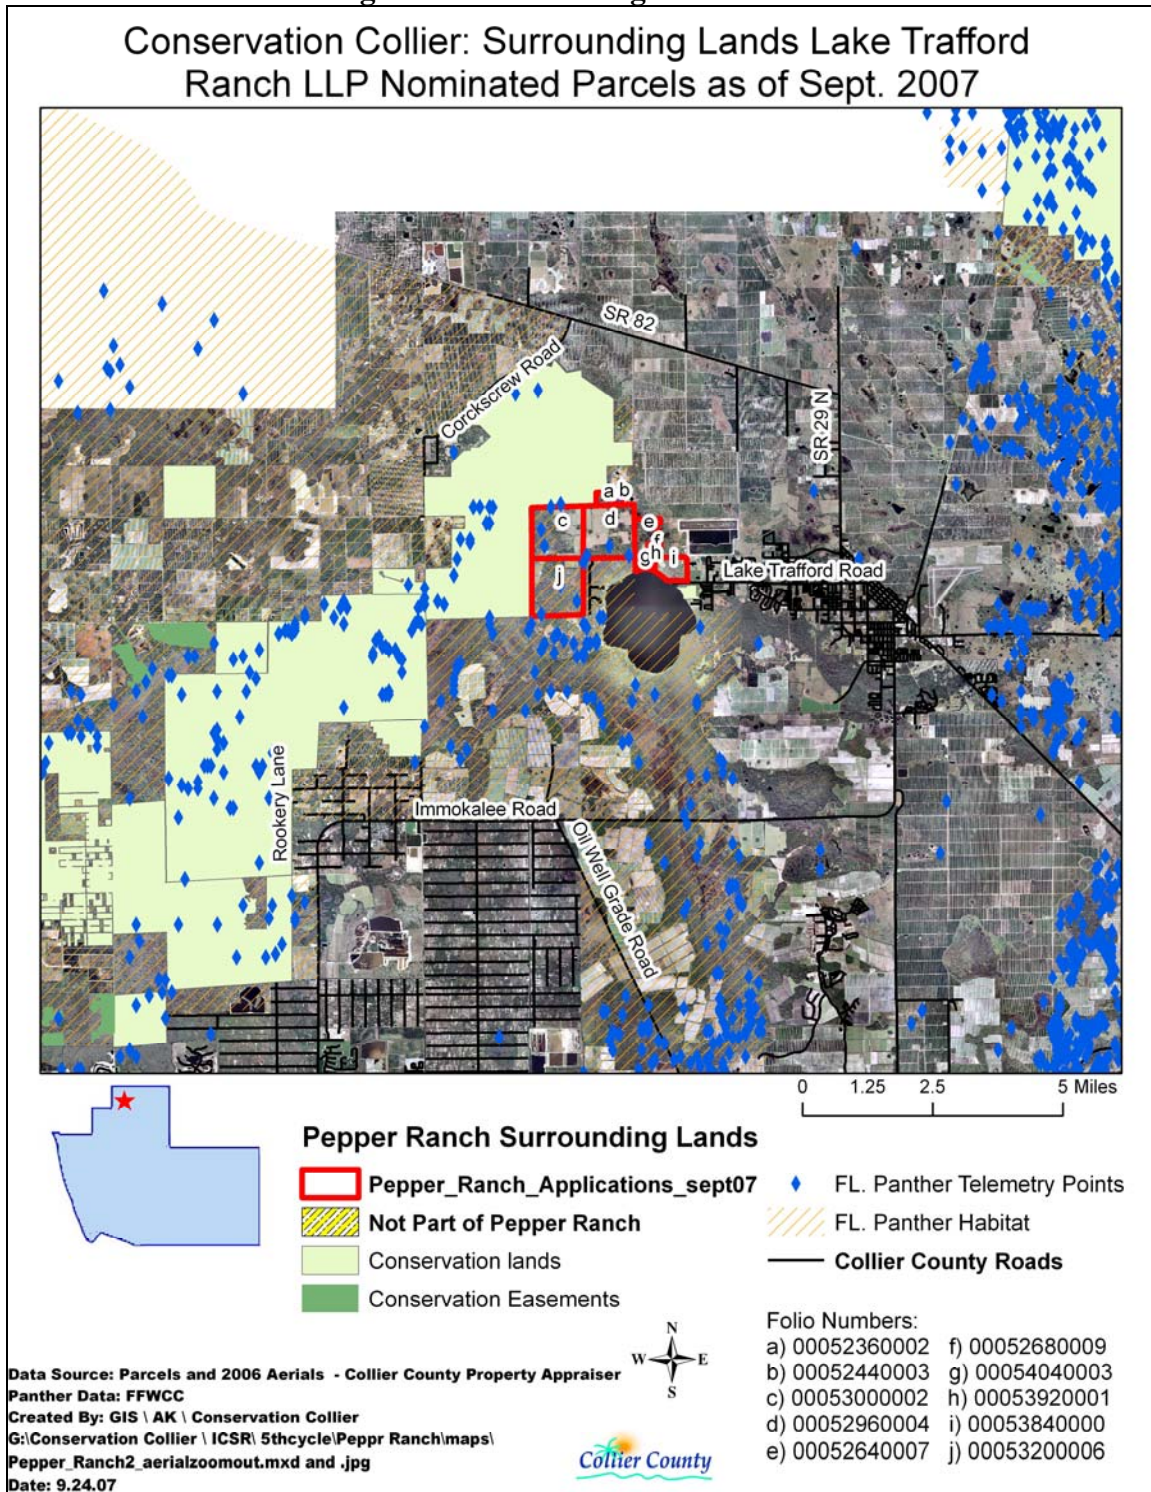 Conservation Collier: Surrounding Lands Lake Trafford
Ranch LLP Nominated Parcels as of Sept. 2007
SR 82
Corckscrew Road
SR 29 N
a b
c
d
e
f
g
h
i
j
Lake Trafford Road
Rookery Lane
Immokalee Road
Oil Well Grade Road
0 1.25 2.5 5 Miles
Pepper Ranch Surrounding Lands
Pepper_Ranch_Applications_sept07
Not Part of Pepper Ranch
Conservation lands
Conservation Easements
FL. Panther Telemetry Points
FL. Panther Habitat
Collier County Roads
N
W E
S
Folio Numbers:
a) 00052360002 f) 00052680009
b) 00052440003 g) 00054040003
c) 00053000002 h) 00053920001
d) 00052960004 i) 00053840000
e) 00052640007 j) 00053200006
Data Source: Parcels and 2006 Aerials - Collier County Property Appraiser
Panther Data: FFWCC
Created By: GIS \ AK \ Conservation Collier
G:\Conservation Collier \ ICSR\ 5thcycle\Peppr Ranch\maps\
Pepper_Ranch2_aerialzoomout.mxd and .jpg
Date: 9.24.07
Collier County